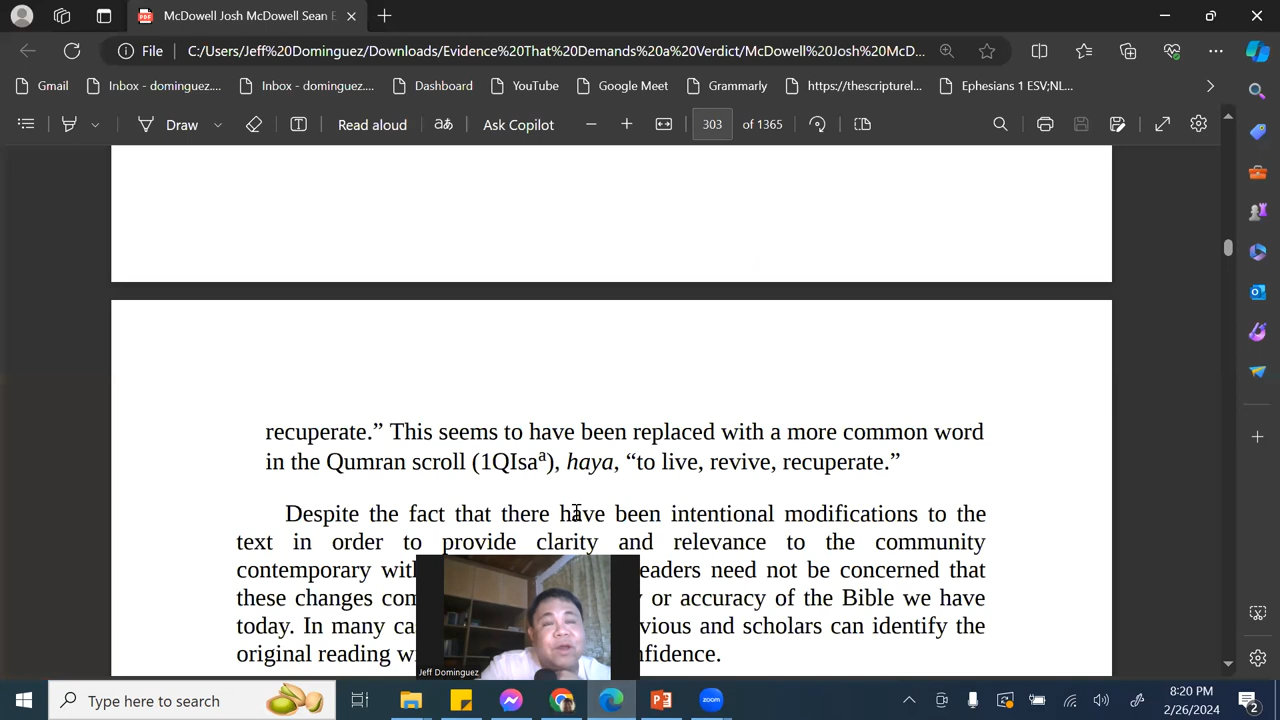 McDowell Josh McDowell Sean E
File C:/Users/Jeff%20Dominguez/Downloads/Evidence%20That%20Demands%20a%20Verdict/McDowell%20Josh%20McD...
Gmail Inbox - dominguez.... Inbox - dominguez.... Dashboard YouTube Google Meet Grammarly https://thescripturel... Ephesians 1 ESV;NL...
Draw Read aloud Ask Copilot 303 of 1365
recuperate.” This seems to have been replaced with a more common word
in the Qumran scroll (1QIsaᵃ), haya, “to live, revive, recuperate.”
Despite the fact that there have been intentional modifications to the
text in order to provide clarity and relevance to the community
contemporary with eaders need not be concerned that
these changes com y or accuracy of the Bible we have
today. In many ca vious and scholars can identify the
original reading wi nfidence.
Jeff Dominguez
Type here to search
zoom
8:20 PM
2/26/2024
2